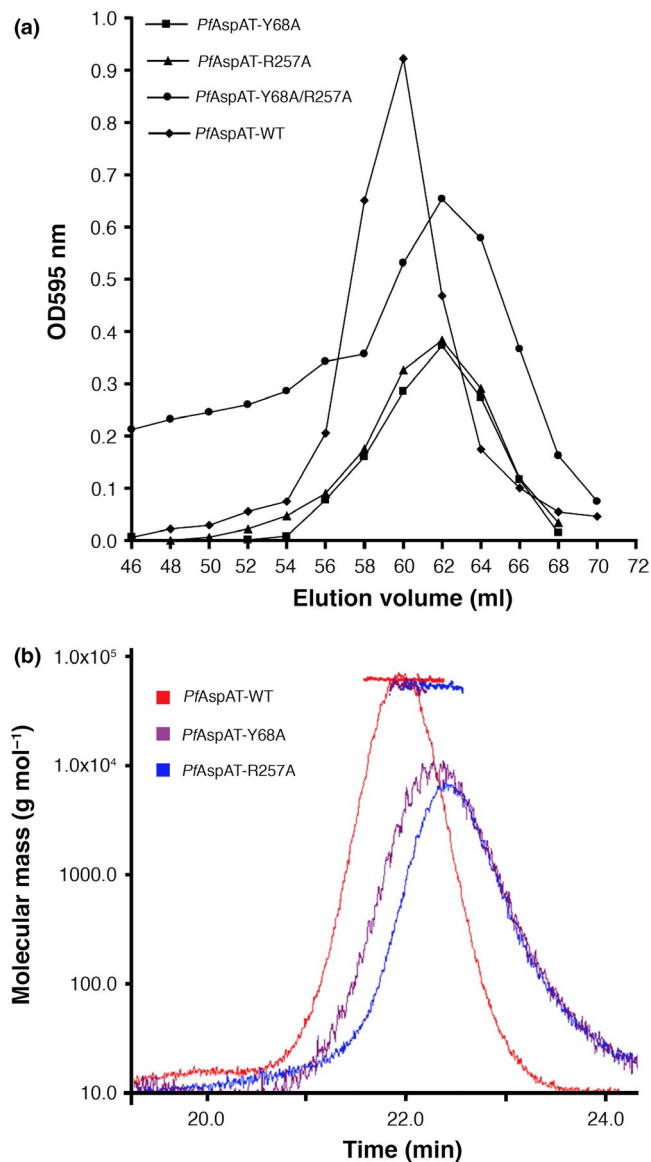 (a)
PfAspAT-Y68A
PfAspAT-R257A
PfAspAT-Y68A/R257A
PfAspAT-WT
1.0
0.9
0.8
0.7
0.6
0.5
0.4
0.3
0.2
0.1
0.0
OD595 nm
46 48 50 52 54 56 58 60 62 64 66 68 70 72
Elution volume (ml)
(b)
PfAspAT-WT
PfAspAT-Y68A
PfAspAT-R257A
1.0x10⁵
1.0x10⁴
1000.0
100.0
10.0
Molecular mass (g mol⁻¹)
20.0 22.0 24.0
Time (min)